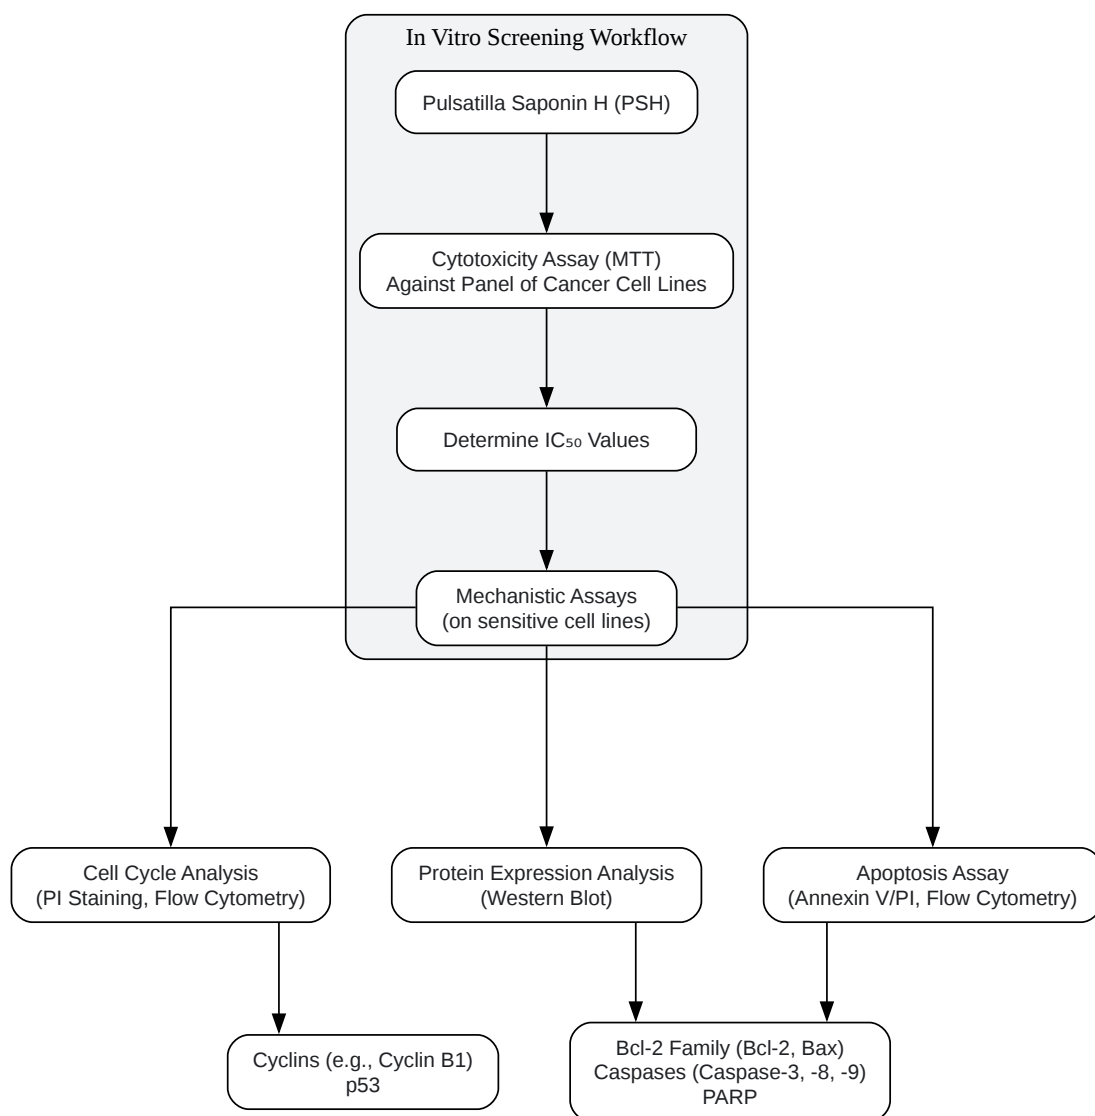 In Vitro Screening Workflow
Pulsatilla Saponin H (PSH)
Cytotoxicity Assay (MTT)
Against Panel of Cancer Cell Lines
Determine IC₅₀ Values
Mechanistic Assays
(on sensitive cell lines)
Cell Cycle Analysis
(PI Staining, Flow Cytometry)
Protein Expression Analysis
(Western Blot)
Apoptosis Assay
(Annexin V/PI, Flow Cytometry)
Cyclins (e.g., Cyclin B1)
p53
Bcl-2 Family (Bcl-2, Bax)
Caspases (Caspase-3, -8, -9)
PARP